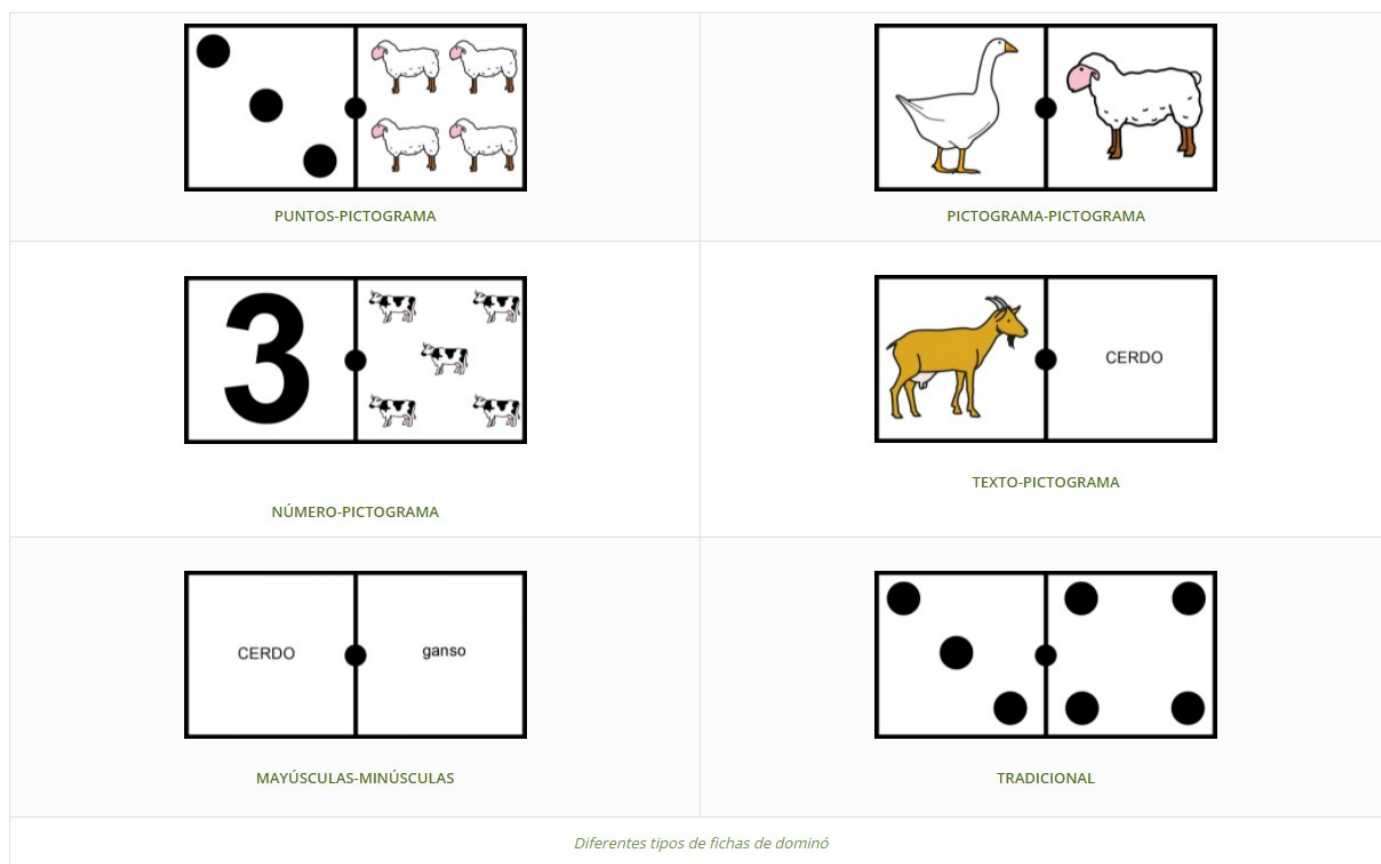 PUNTOS-PICTOGRAMA
PICTOGRAMA-PICTOGRAMA
3
CERDO
NÚMERO-PICTOGRAMA
TEXTO-PICTOGRAMA
CERDO
ganso
MAYÚSCULAS-MINÚSCULAS
TRADICIONAL
Diferentes tipos de fichas de dominó